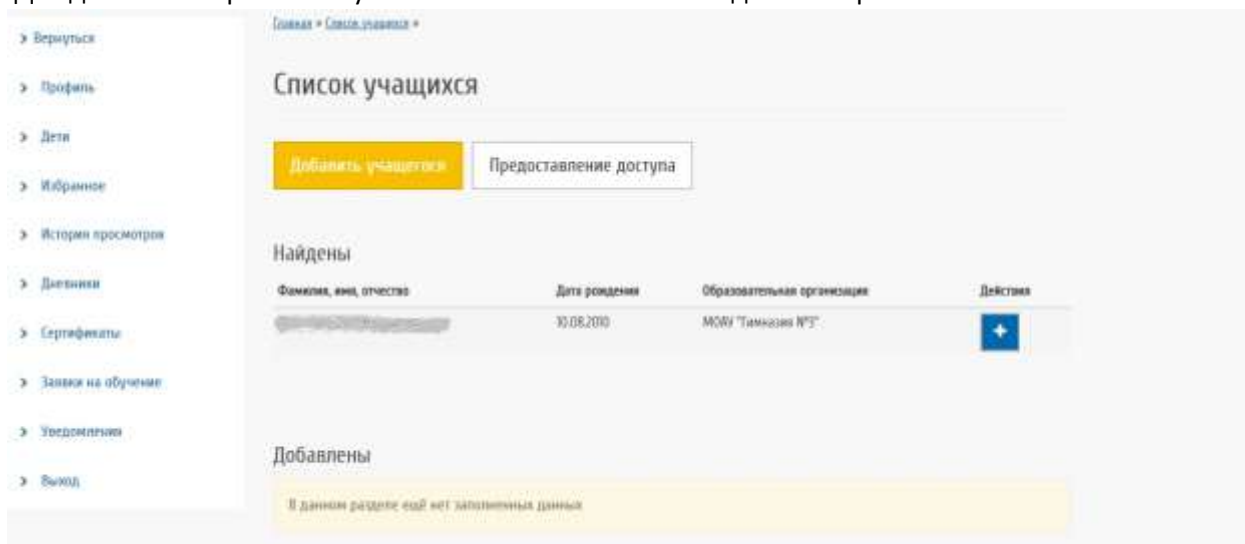 Главная » Список учащихся »
Вернуться
Профиль
Дети
Избранное
История просмотров
Дневники
Сертификаты
Заявки на обучение
Уведомления
Выход
Список учащихся
Добавить учащегося Предоставление доступа
Найдены
Фамилия, имя, отчество Дата рождения Образовательная организация Действия
10.08.2010 МОАУ "Гимназия №3" +
Добавлены
В данном разделе ещё нет заполненных данных